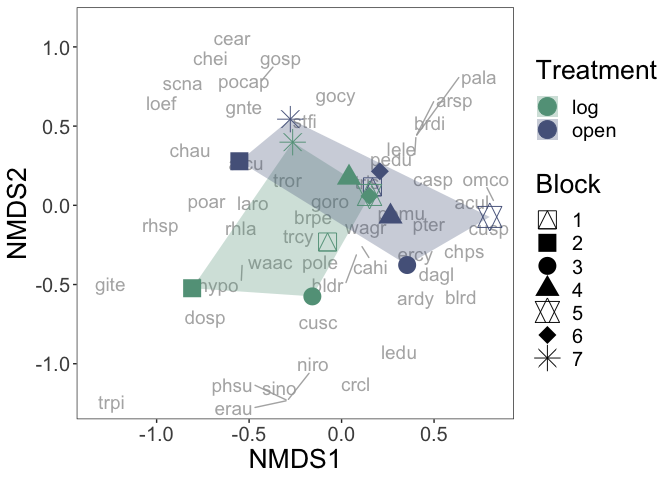 cear
chei gosp
scna pocap pala
loef gocy arsp
gnte brdi
stfi
chau lele
pedu
tror casp omco
poar laro goro acuk
rhsp rhla brpe wagr pter cusp
trcy
waac pole ercy chps
cahi dagl
gite hypo bldr
ardy blrd
dosp cusc
ledu
niro
phsu sino crcl
trpi erau
1.0
0.5
0.0
-0.5
-1.0
NMDS2
-1.0 -0.5 0.0 0.5
NMDS1
Treatment
log
open
Block
1
2
3
4
5
6
7